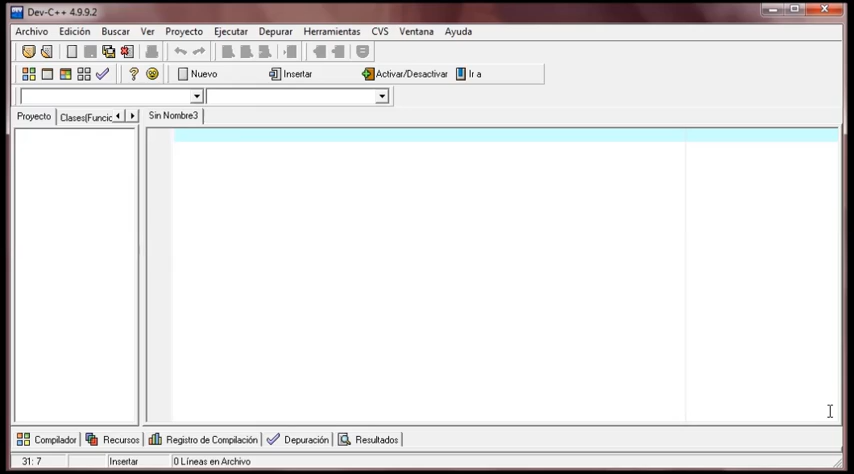 Dev-C++ 4.9.9.2
Archivo Edición Buscar Ver Proyecto Ejecutar Depurar Herramientas CVS Ventana Ayuda
Nuevo Insertar Activar/Desactivar Ir a
Proyecto Clases(Funcio Sin Nombre3
Compilador Recursos Registro de Compilación Depuración Resultados
31: 7 Insertar 0 Líneas en Archivo